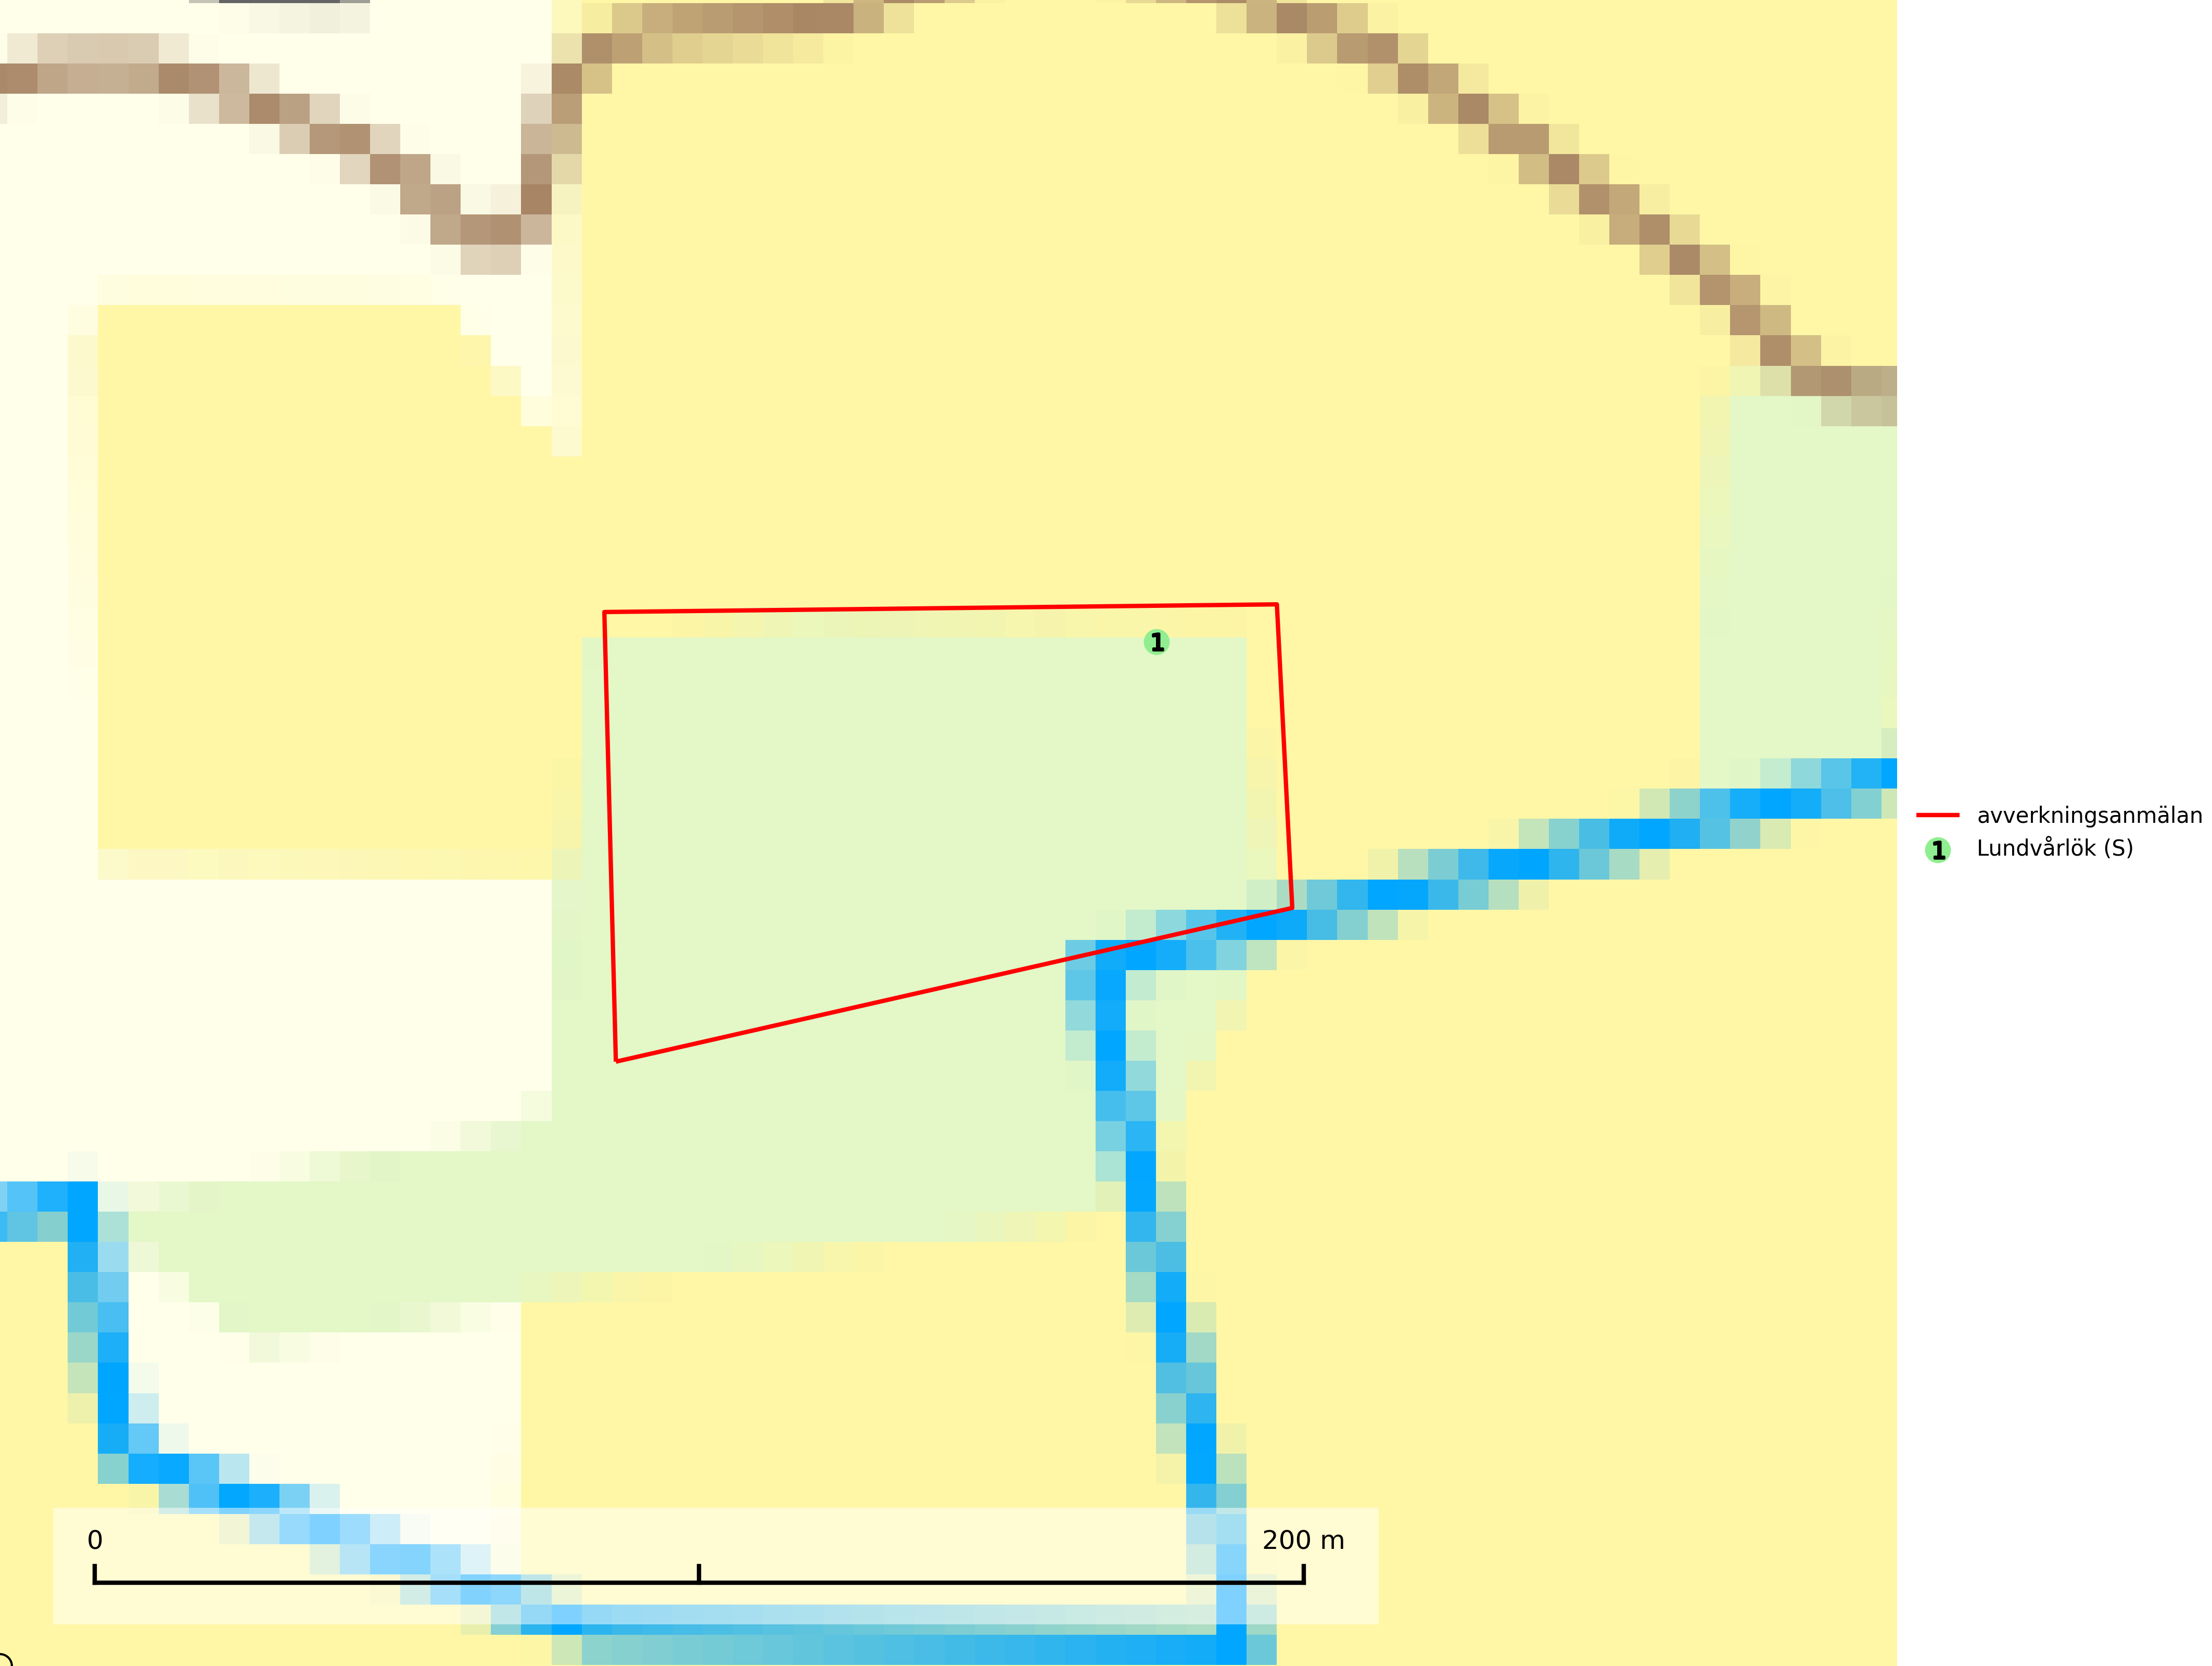 1
avverkningsanmälan
1 Lundvårlök (S)
0 200 m